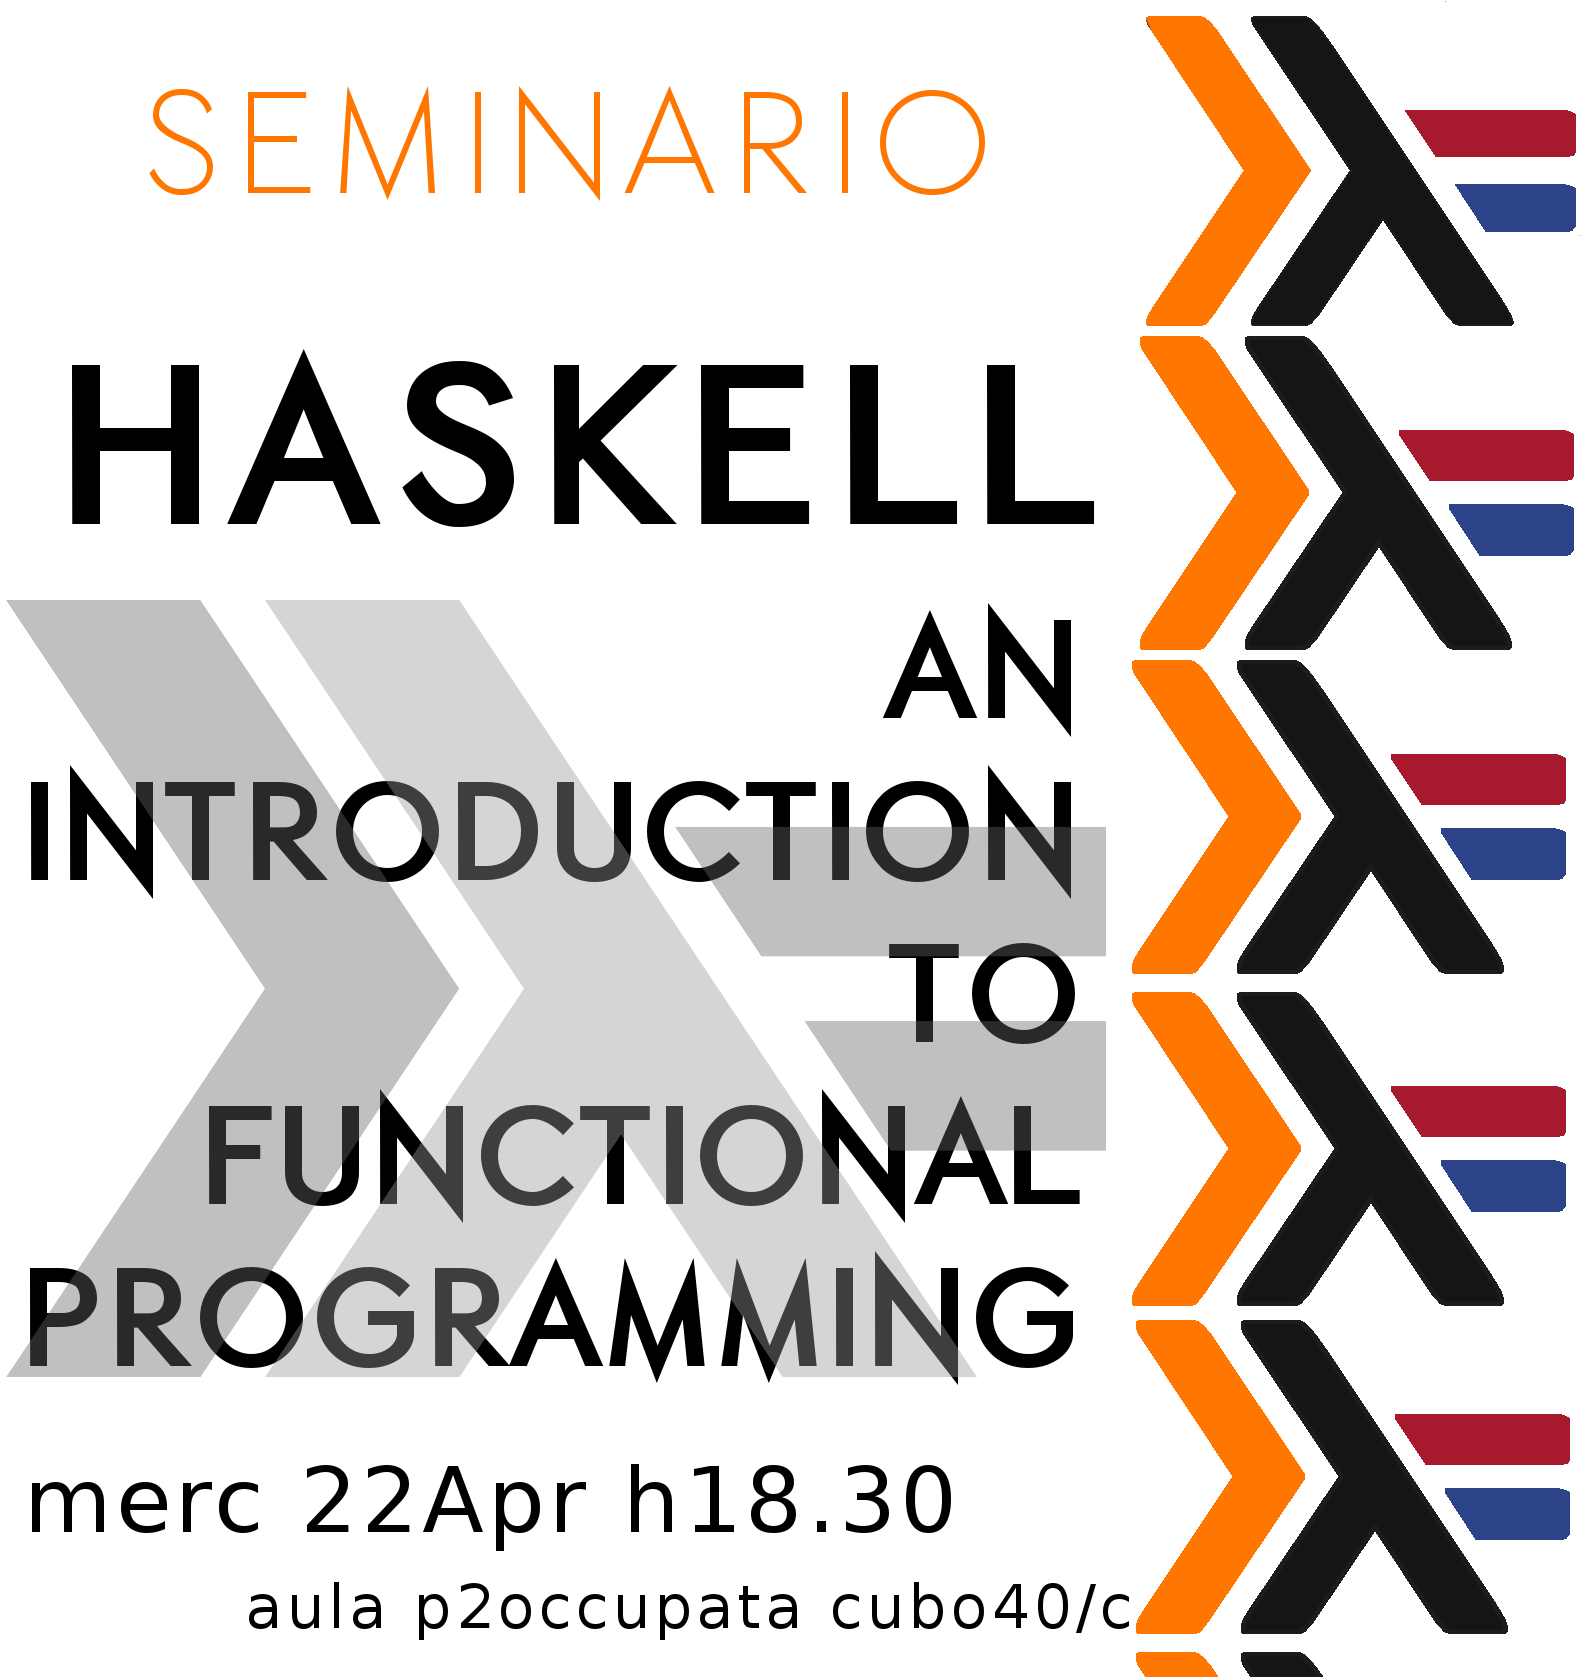 SEMINARIO
HASKELL
AN
INTRODUCTION
TO
FUNCTIONAL
PROGRAMMING
merc 22Apr h18.30
aula p2occupata cubo40/c